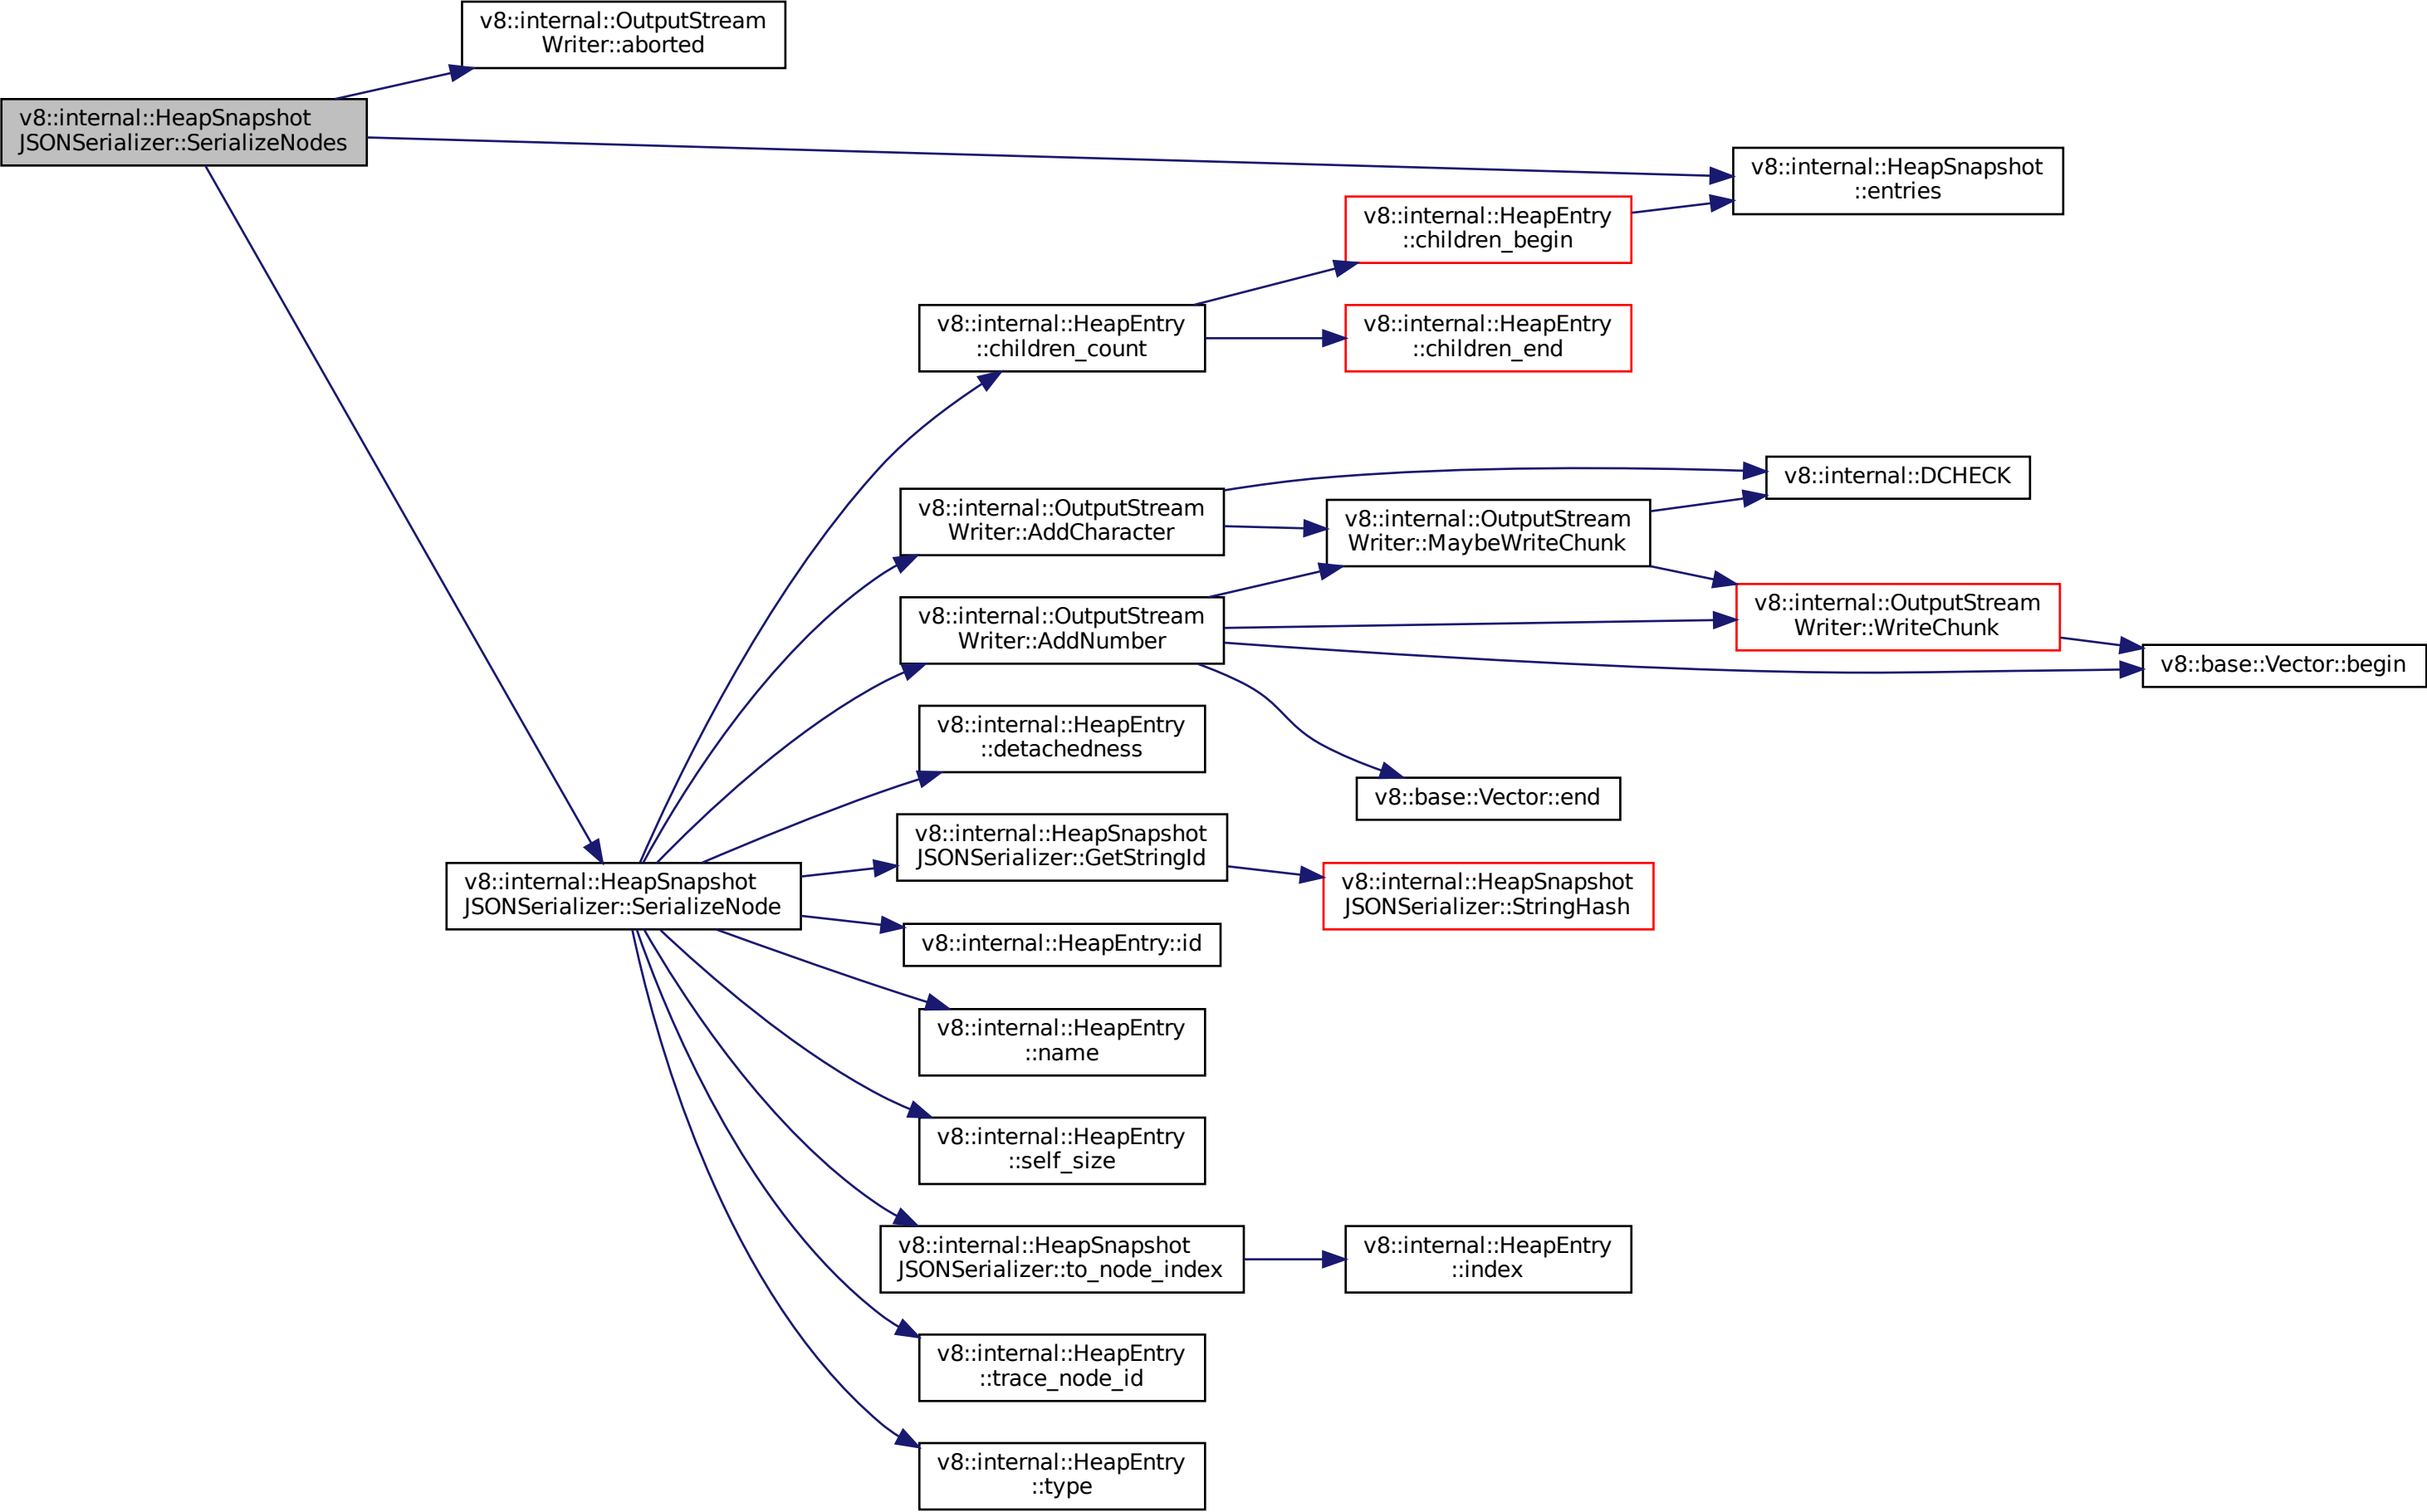 v8::internal::OutputStream
Writer::aborted
v8::internal::HeapSnapshot
JSONSerializer::SerializeNodes
v8::internal::HeapSnapshot
::entries
v8::internal::HeapEntry
::children_begin
v8::internal::HeapEntry
::children_count
v8::internal::HeapEntry
::children_end
v8::internal::DCHECK
v8::internal::OutputStream
Writer::AddCharacter
v8::internal::OutputStream
Writer::MaybeWriteChunk
v8::internal::OutputStream
Writer::AddNumber
v8::internal::OutputStream
Writer::WriteChunk
v8::base::Vector::begin
v8::internal::HeapEntry
::detachedness
v8::base::Vector::end
v8::internal::HeapSnapshot
JSONSerializer::GetStringId
v8::internal::HeapSnapshot
JSONSerializer::SerializeNode
v8::internal::HeapSnapshot
JSONSerializer::StringHash
v8::internal::HeapEntry::id
v8::internal::HeapEntry
::name
v8::internal::HeapEntry
::self_size
v8::internal::HeapSnapshot
JSONSerializer::to_node_index
v8::internal::HeapEntry
::index
v8::internal::HeapEntry
::trace_node_id
v8::internal::HeapEntry
::type